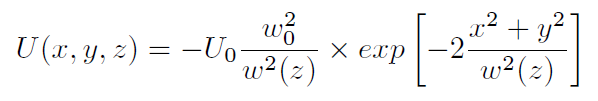 U(x, y, z) = −U₀ w₀²/w²(z) × exp [−2 (x² + y²)/w²(z)]